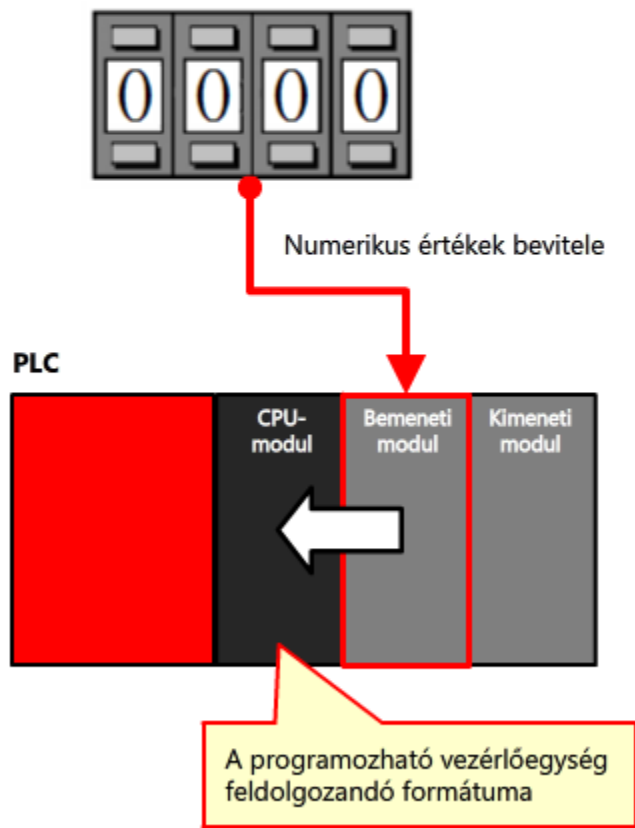 0 0 0 0
Numerikus értékek bevitele
PLC
CPU-
modul
Bemeneti
modul
Kimeneti
modul
A programozható vezérlőegység
feldolgozandó formátuma